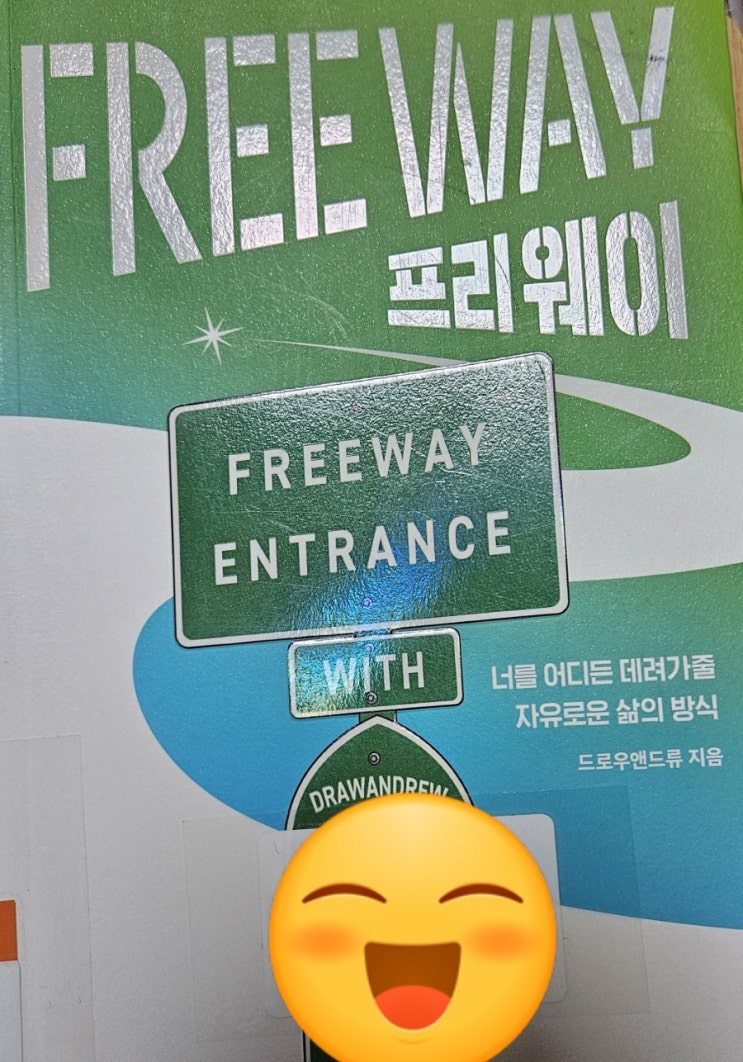 FREEWAY
프리웨이
FREEWAY
ENTRANCE
WITH
너를 어디든 데려가줄
자유로운 삶의 방식
드로우앤드류 지음
DRAWANDREW